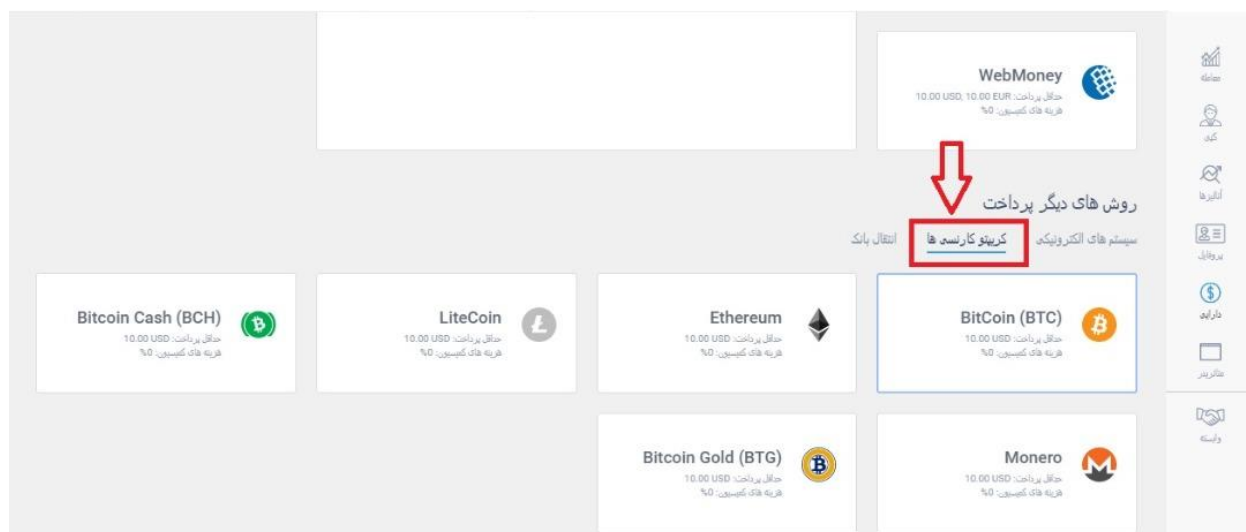 WebMoney
حداقل پرداخت: 10.00 USD, 10.00 EUR
هزینه های کمیسیون: 0%
روش های دیگر پرداخت
سیستم های الکترونیکی
کریپتو کارنسی ها
انتقال بانک
BitCoin (BTC)
حداقل پرداخت: 10.00 USD
هزینه های کمیسیون: 0%
Ethereum
حداقل پرداخت: 10.00 USD
هزینه های کمیسیون: 0%
LiteCoin
حداقل پرداخت: 10.00 USD
هزینه های کمیسیون: 0%
Bitcoin Cash (BCH)
حداقل پرداخت: 10.00 USD
هزینه های کمیسیون: 0%
Monero
حداقل پرداخت: 10.00 USD
هزینه های کمیسیون: 0%
Bitcoin Gold (BTG)
حداقل پرداخت: 10.00 USD
هزینه های کمیسیون: 0%
معامله
کپی
آنالیزها
پروفایل
دارایی
متاتریدر
وابسته